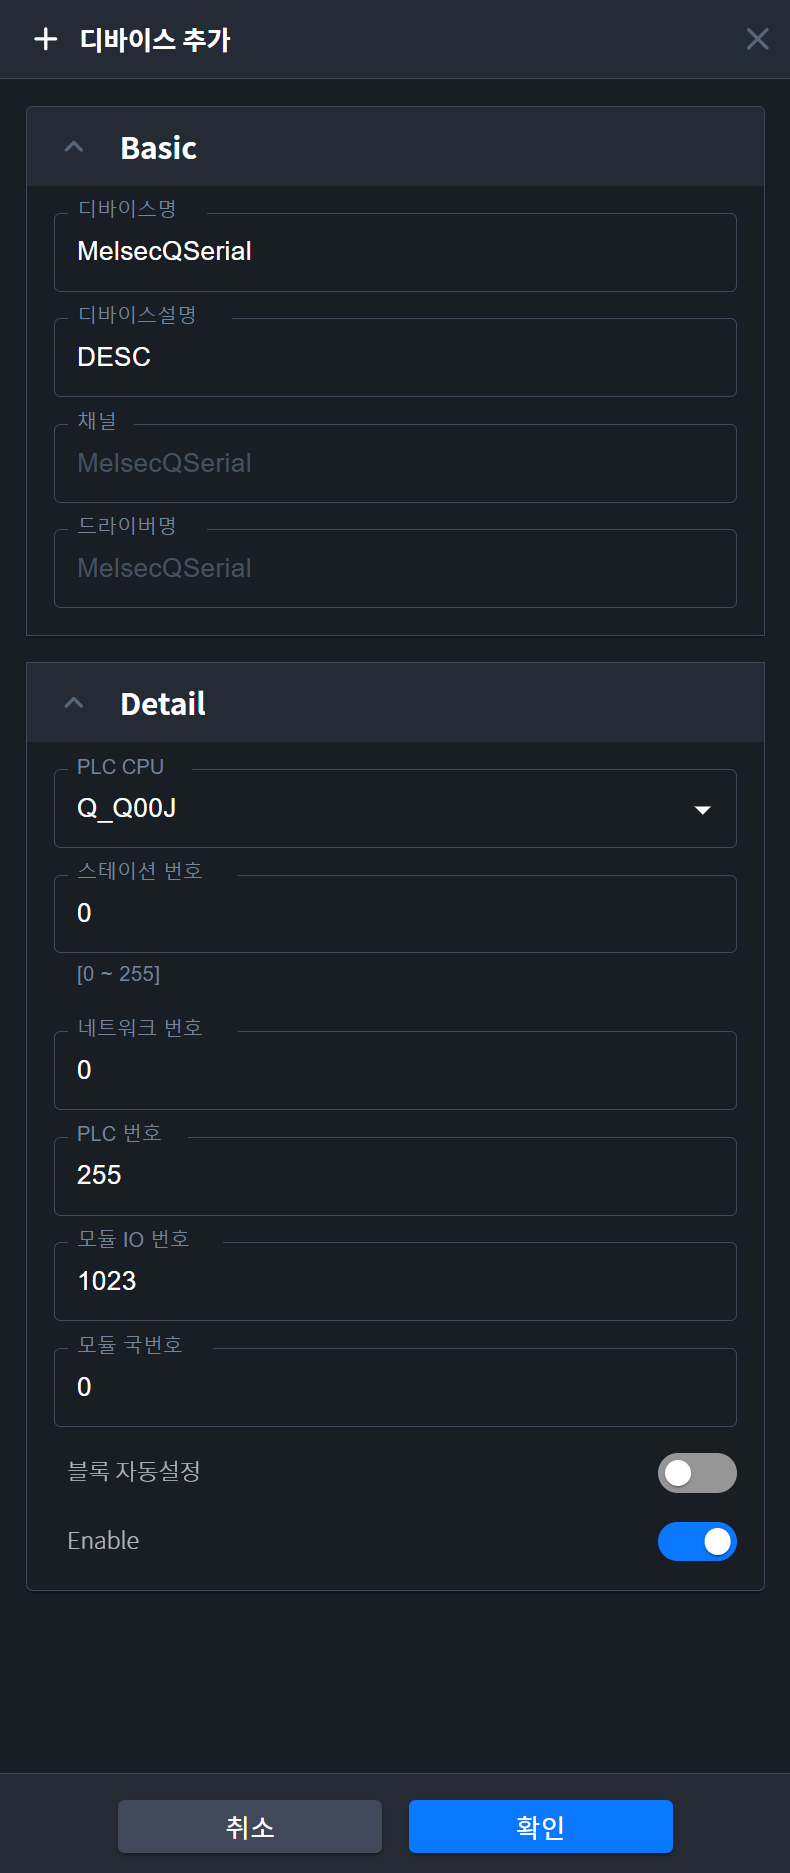 디바이스 추가
Basic
디바이스명
MelsecQSerial
디바이스설명
DESC
채널
MelsecQSerial
드라이버명
MelsecQSerial
Detail
PLC CPU
Q_Q00J
스테이션 번호
0
[0 ~ 255]
네트워크 번호
0
PLC 번호
255
모듈 IO 번호
1023
모듈 국번호
0
블록 자동설정
Enable
취소 확인